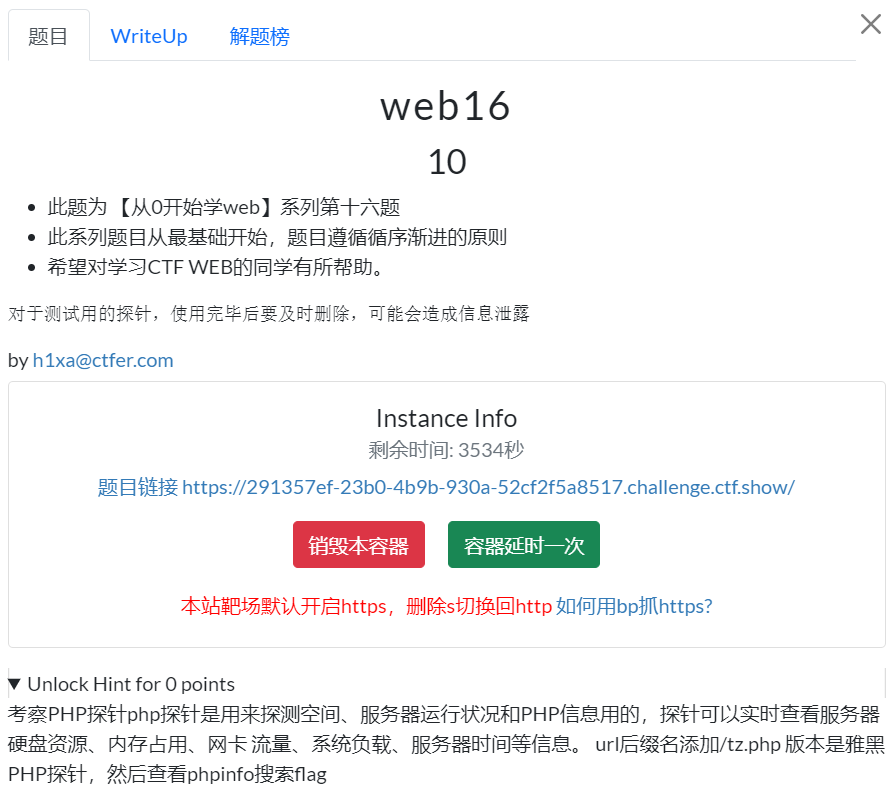 题目 WriteUp 解题榜
web16
10
此题为 【从0开始学web】系列第十六题
此系列题目从最基础开始，题目遵循循序渐进的原则
希望对学习CTF WEB的同学有所帮助。
对于测试用的探针，使用完毕后要及时删除，可能会造成信息泄露
by h1xa@ctfer.com
Instance Info
剩余时间: 3534秒
题目链接 https://291357ef-23b0-4b9b-930a-52cf2f5a8517.challenge.ctf.show/
销毁本容器 容器延时一次
本站靶场默认开启https，删除s切换回http 如何用bp抓https?
Unlock Hint for 0 points
考察PHP探针php探针是用来探测空间、服务器运行状况和PHP信息用的，探针可以实时查看服务器
硬盘资源、内存占用、网卡 流量、系统负载、服务器时间等信息。 url后缀名添加/tz.php 版本是雅黑
PHP探针，然后查看phpinfo搜索flag